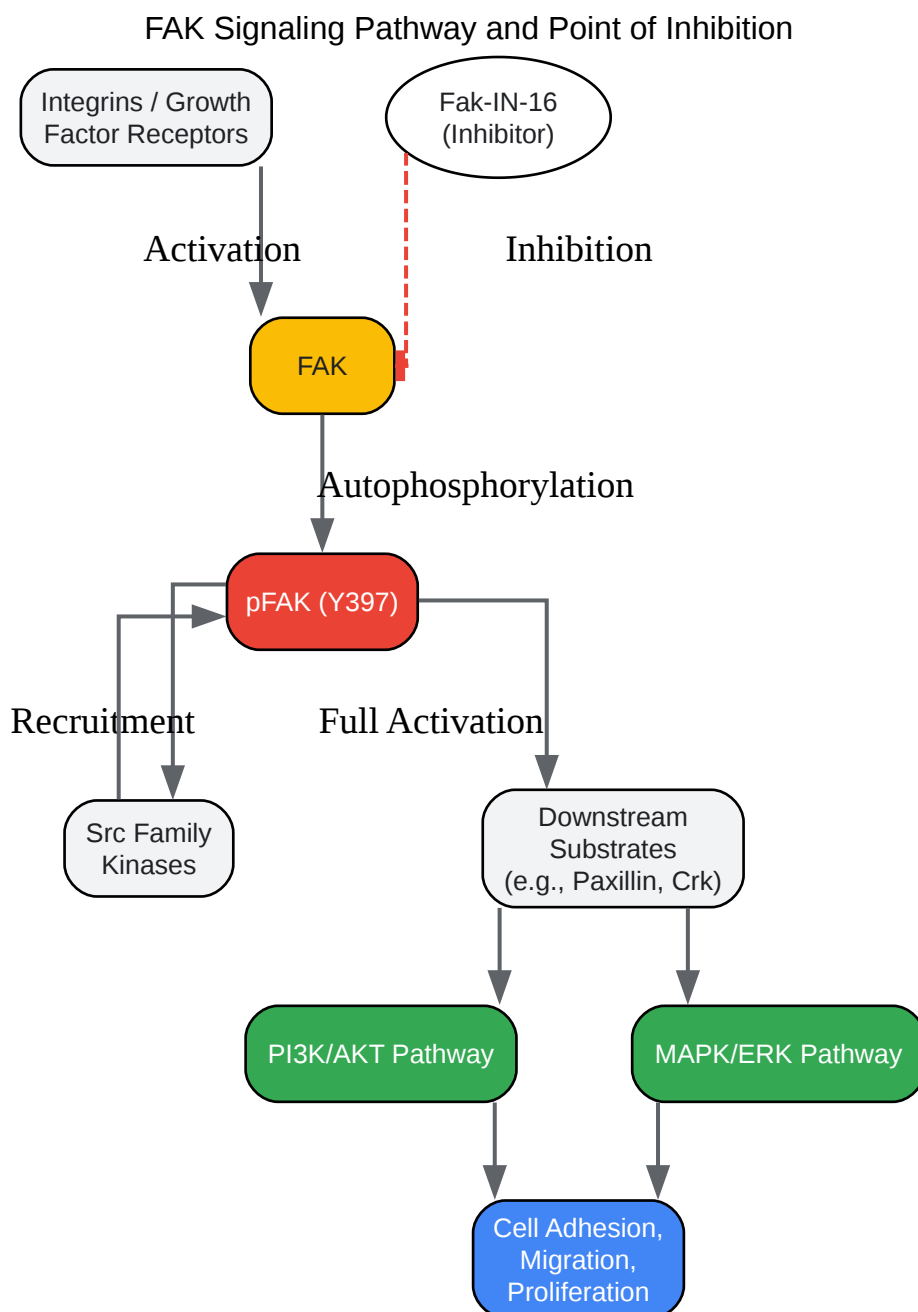 FAK Signaling Pathway and Point of Inhibition
Integrins / Growth
Factor Receptors
Fak-IN-16
(Inhibitor)
Activation
Inhibition
FAK
Autophosphorylation
pFAK (Y397)
Recruitment
Full Activation
Src Family
Kinases
Downstream
Substrates
(e.g., Paxillin, Crk)
PI3K/AKT Pathway
MAPK/ERK Pathway
Cell Adhesion,
Migration,
Proliferation